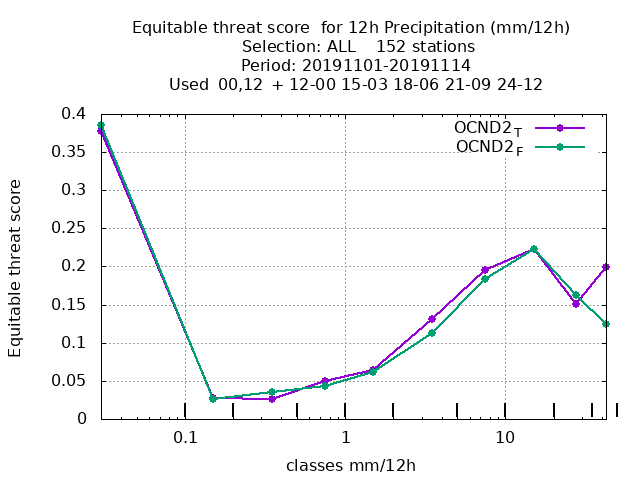 Equitable threat score  for 12h Precipitation (mm/12h)
Selection: ALL    152 stations
Period: 20191101-20191114
Used  00,12  + 12-00 15-03 18-06 21-09 24-12
OCND2_T
OCND2_F
Equitable threat score
0.4
0.35
0.3
0.25
0.2
0.15
0.1
0.05
0
0.1 1 10
classes mm/12h